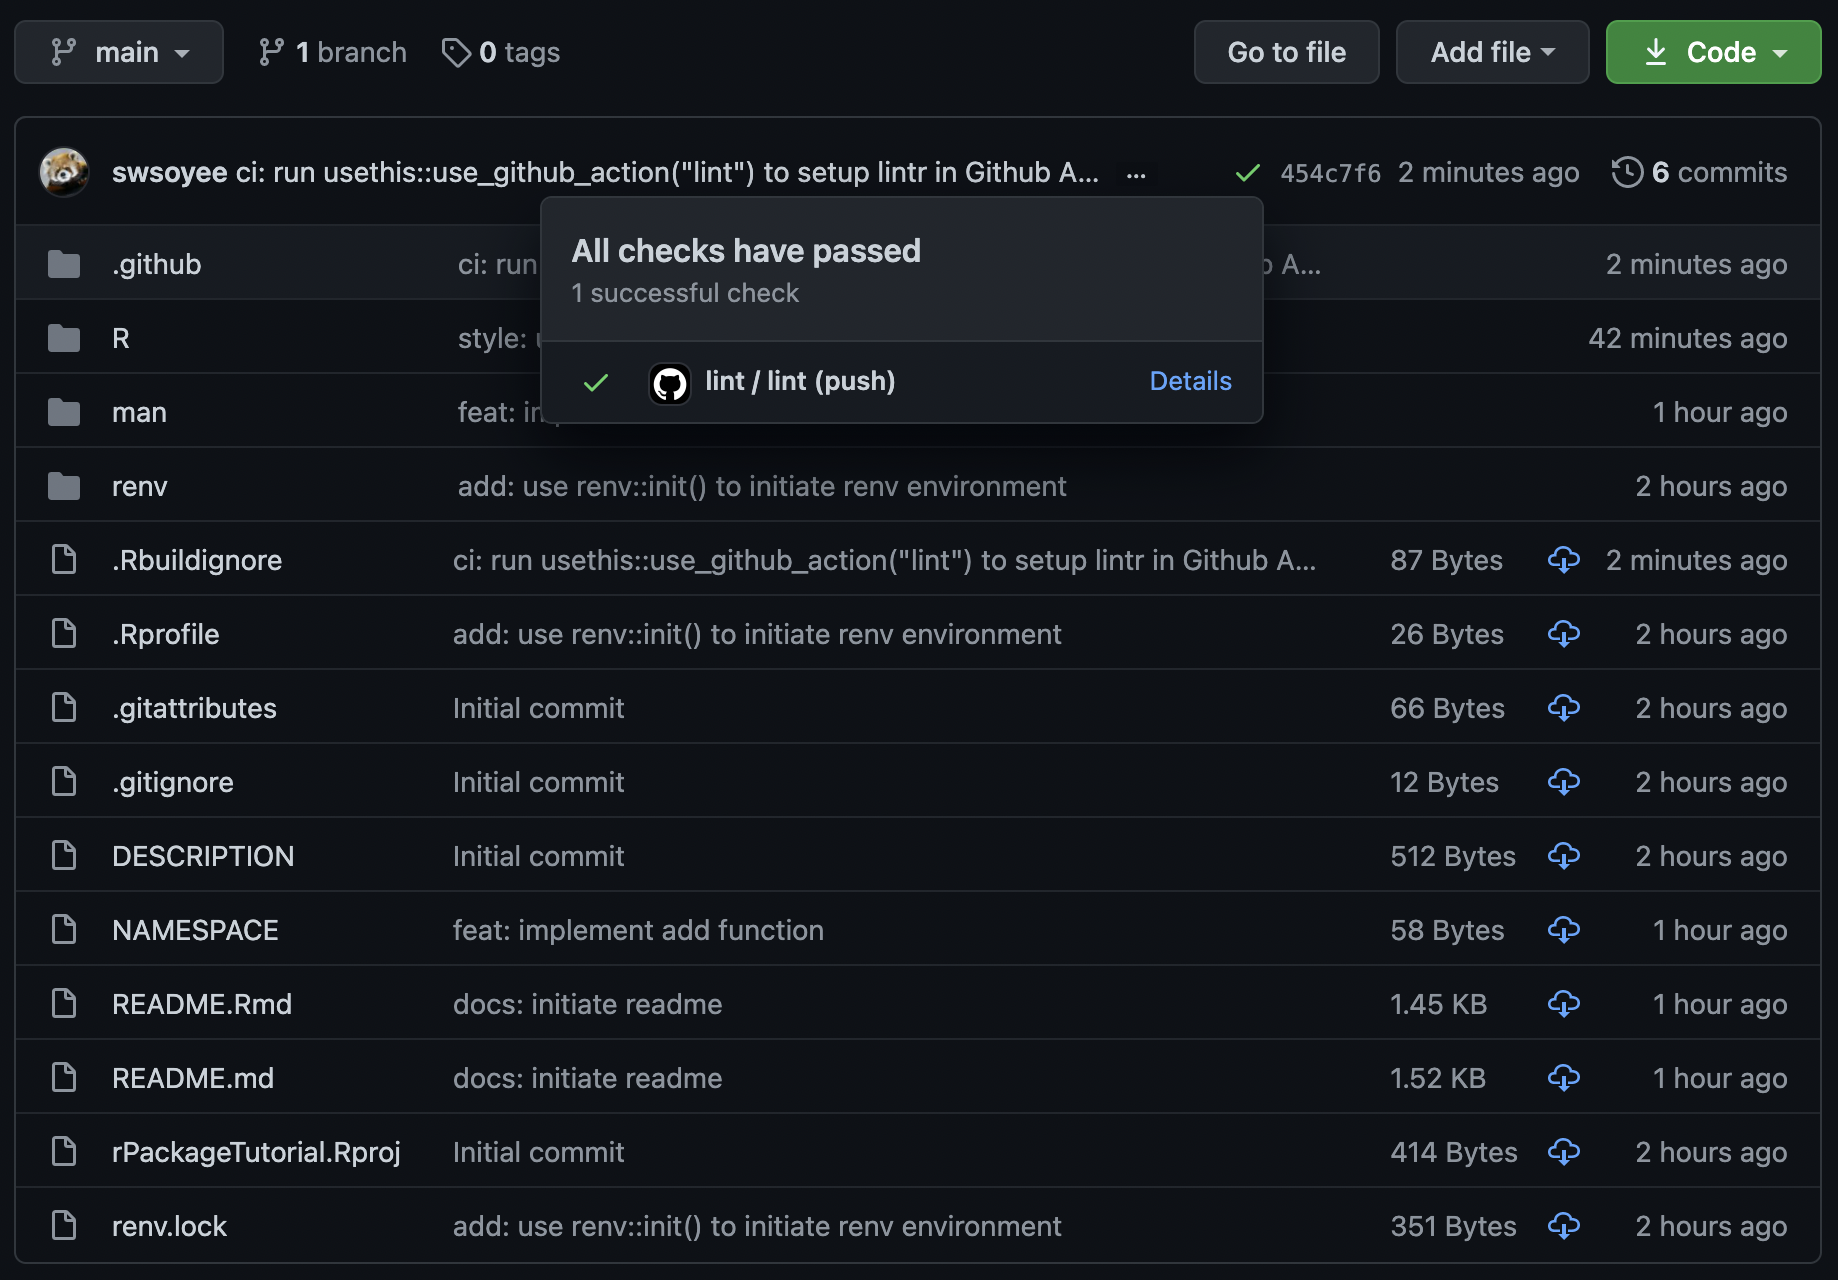 main 1 branch 0 tags Go to file Add file Code
swsoyee ci: run usethis::use_github_action("lint") to setup lintr in Github A... ... 454c7f6 2 minutes ago 6 commits
All checks have passed
1 successful check
lint / lint (push) Details
.github ci: run A... 2 minutes ago
R style: 42 minutes ago
man feat: 1 hour ago
renv add: use renv::init() to initiate renv environment 2 hours ago
.Rbuildignore ci: run usethis::use_github_action("lint") to setup lintr in Github A... 87 Bytes 2 minutes ago
.Rprofile add: use renv::init() to initiate renv environment 26 Bytes 2 hours ago
.gitattributes Initial commit 66 Bytes 2 hours ago
.gitignore Initial commit 12 Bytes 2 hours ago
DESCRIPTION Initial commit 512 Bytes 2 hours ago
NAMESPACE feat: implement add function 58 Bytes 1 hour ago
README.Rmd docs: initiate readme 1.45 KB 1 hour ago
README.md docs: initiate readme 1.52 KB 1 hour ago
rPackageTutorial.Rproj Initial commit 414 Bytes 2 hours ago
renv.lock add: use renv::init() to initiate renv environment 351 Bytes 2 hours ago